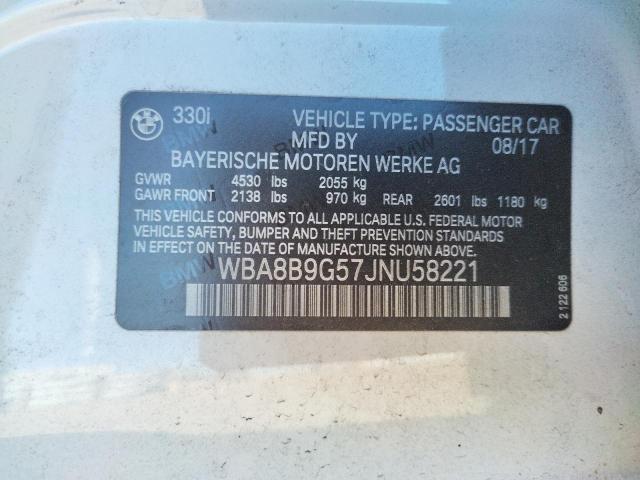 330i VEHICLE TYPE: PASSENGER CAR
MFD BY 08/17
BAYERISCHE MOTOREN WERKE AG
GVWR 4530 lbs 2055 kg
GAWR FRONT 2138 lbs 970 kg REAR 2601 lbs 1180 kg
THIS VEHICLE CONFORMS TO ALL APPLICABLE U.S. FEDERAL MOTOR
VEHICLE SAFETY, BUMPER AND THEFT PREVENTION STANDARDS
IN EFFECT ON THE DATE OF MANUFACTURE SHOWN ABOVE.
WBA8B9G57JNU58221
2 122 606
BMW
BMW
BMW